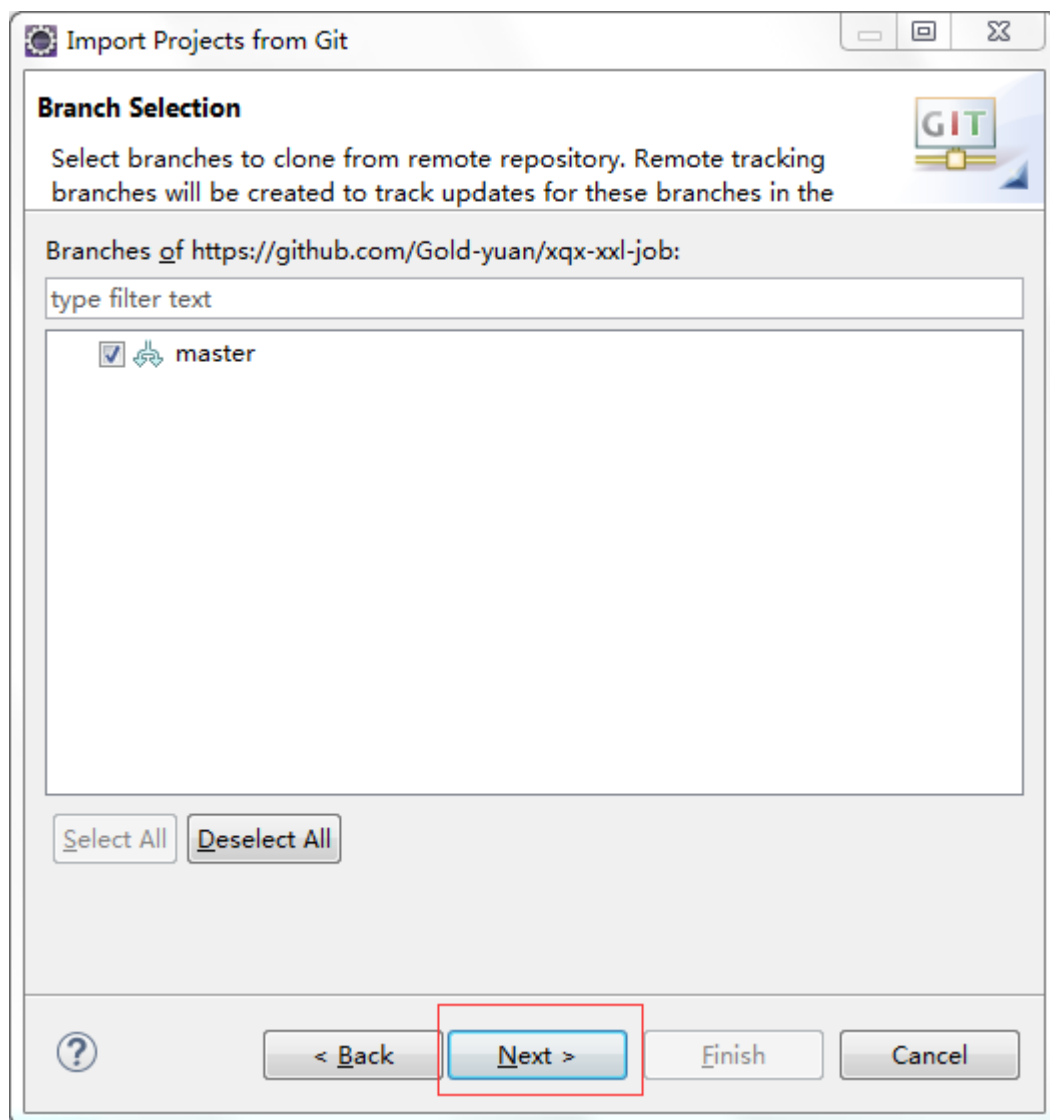 Import Projects from Git
Branch Selection
GIT
Select branches to clone from remote repository. Remote tracking
branches will be created to track updates for these branches in the
Branches of https://github.com/Gold-yuan/xqx-xxl-job:
type filter text
master
Select All Deselect All
? < Back Next > Finish Cancel